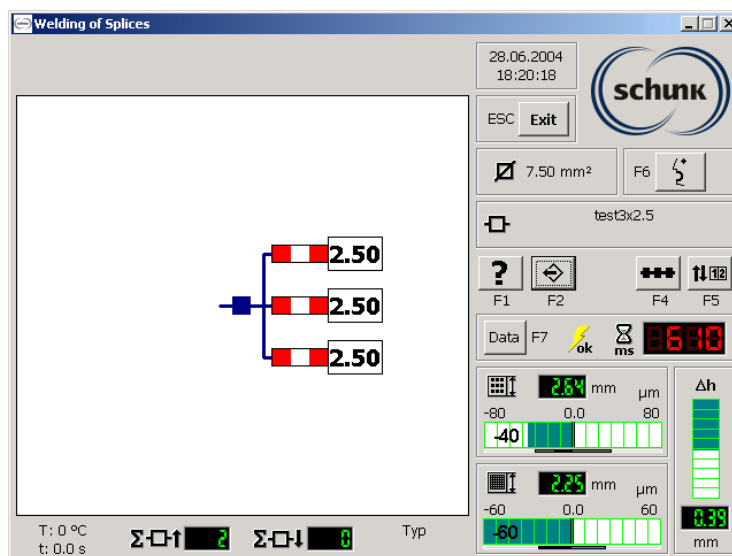 Welding of Splices
28.06.2004
18:20:18
schunk
ESC Exit
7.50 mm²
F6
test3x2.5
2.50
2.50
2.50
?
F1 F2 F4 F5
12
Data F7 ok ms 610
2.64 mm µm
-80 0.0 80
-40
2.25 mm µm
-60 0.0 60
-60
Δh
0.39
mm
T: 0 ºC
t: 0.0 s
Σ 2 Σ 0 Typ